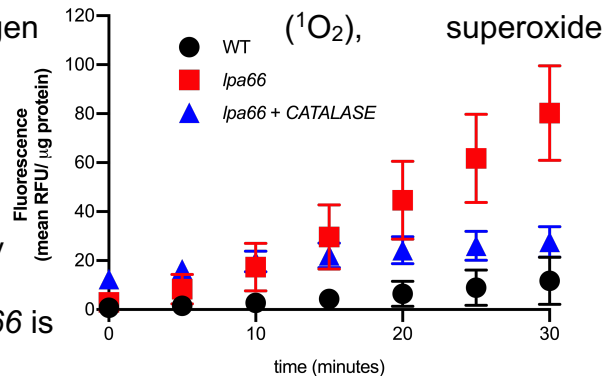 gen (¹O₂), superoxide
120
100
80
60
40
20
0
0 10 20 30
WT
lpa66
lpa66 + CATALASE
Fluorescence
(mean RFU/ µg protein)
time (minutes)
66 is